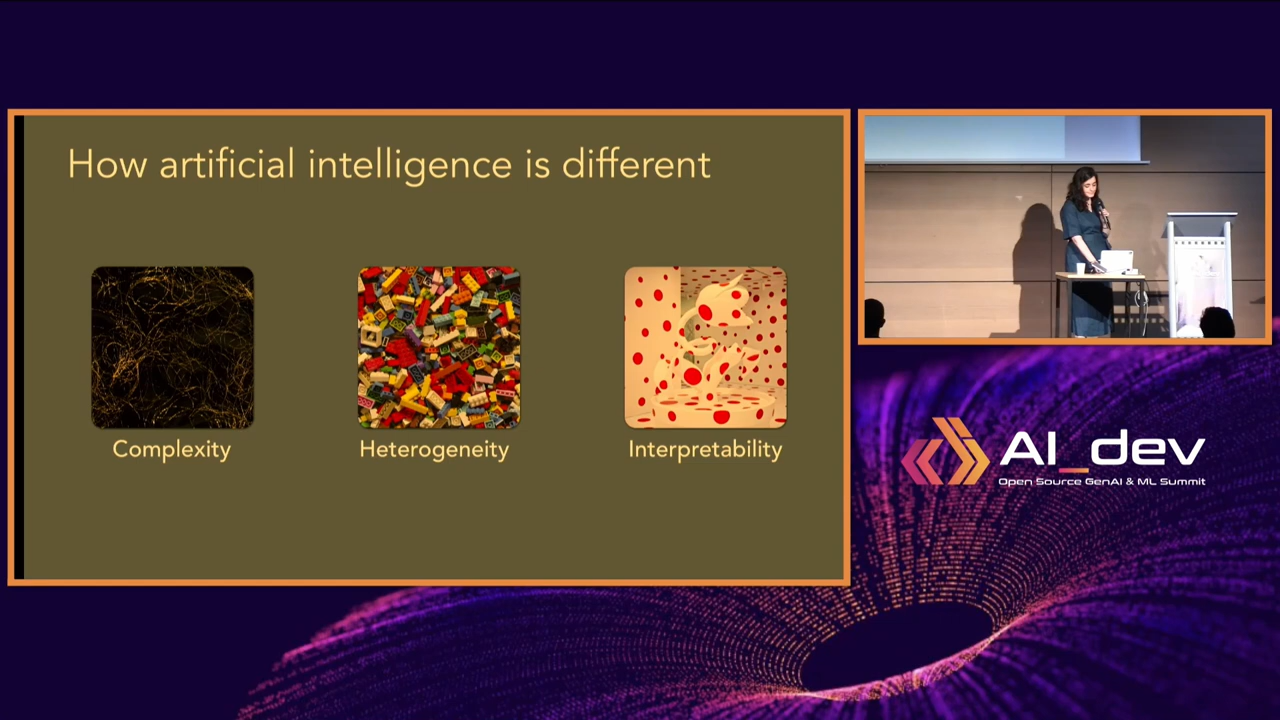 How artificial intelligence is different
Complexity
Heterogeneity
Interpretability
AI_dev
Open Source GenAI & ML Summit